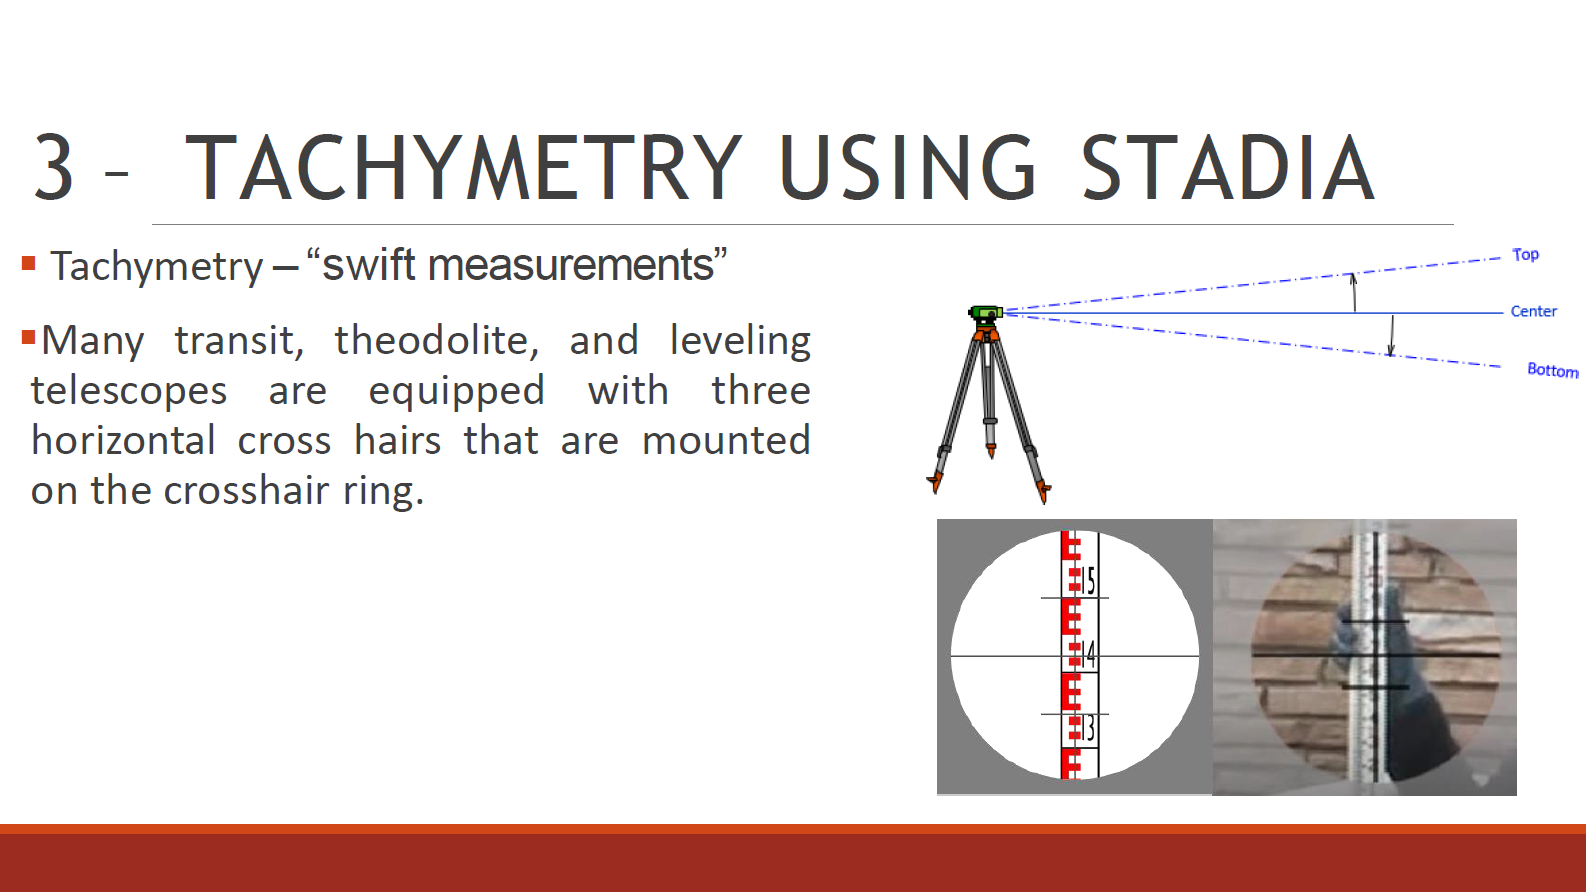 3 - TACHYMETRY USING STADIA
Tachymetry – “swift measurements”
Many transit, theodolite, and leveling
telescopes are equipped with three
horizontal cross hairs that are mounted
on the crosshair ring.
Top
Center
Bottom
15
14
13